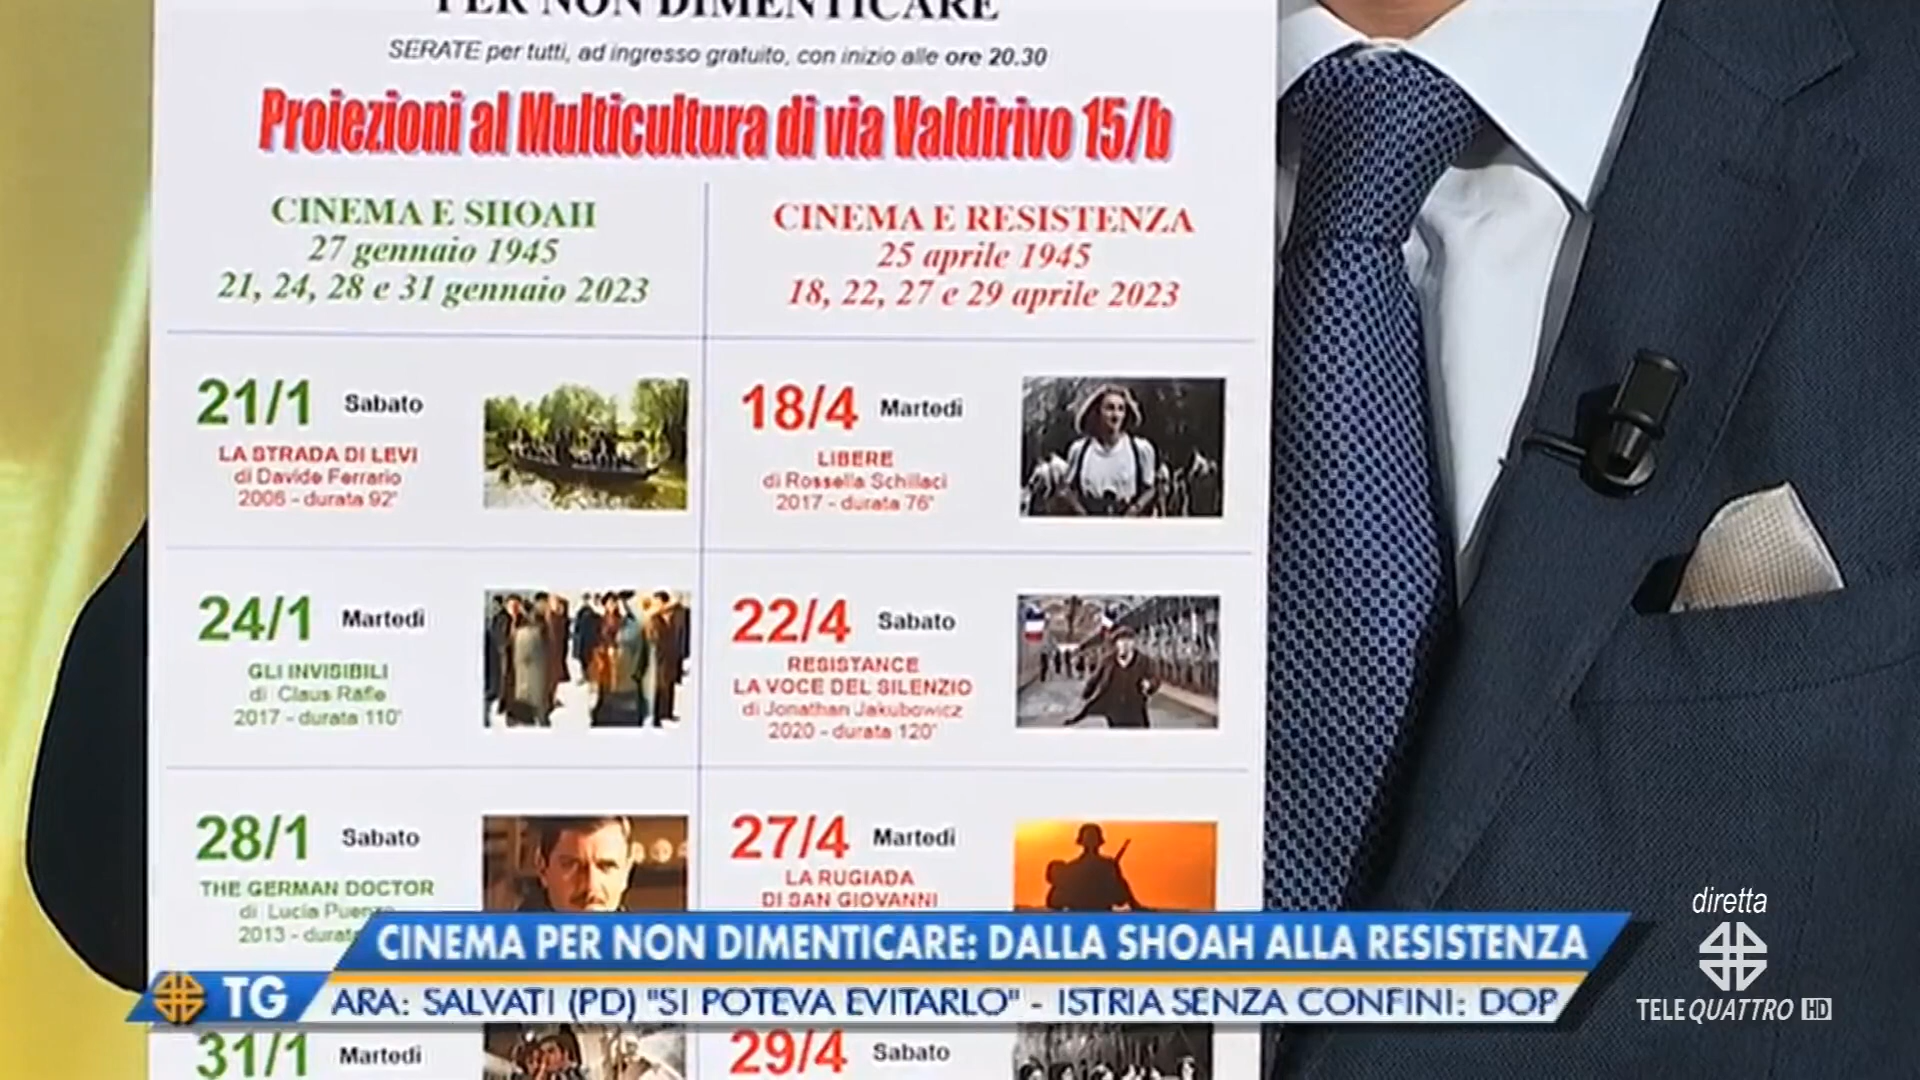 PER NON DIMENTICARE
SERATE per tutti, ad ingresso gratuito, con inizio alle ore 20.30
Proiezioni al Multicultura di via Valdirivo 15/b
CINEMA E SHOAH
27 gennaio 1945
21, 24, 28 e 31 gennaio 2023
CINEMA E RESISTENZA
25 aprile 1945
18, 22, 27 e 29 aprile 2023
21/1 Sabato
LA STRADA DI LEVI
di Davide Ferrario
2006 - durata 92'
18/4 Martedì
LIBERE
di Rossella Schillaci
2017 - durata 76'
24/1 Martedì
GLI INVISIBILI
di Claus Räfle
2017 - durata 110'
22/4 Sabato
RESISTANCE
LA VOCE DEL SILENZIO
di Jonathan Jakubowicz
2020 - durata 120'
28/1 Sabato
THE GERMAN DOCTOR
di Lucia Puenzo
2013 - durata
27/4 Martedì
LA RUGIADA
DI SAN GIOVANNI
31/1 Martedì
29/4 Sabato
CINEMA PER NON DIMENTICARE: DALLA SHOAH ALLA RESISTENZA
TG ARA: SALVATI (PD) "SI POTEVA EVITARLO" - ISTRIA SENZA CONFINI: DOP
diretta
TELEQUATTRO HD